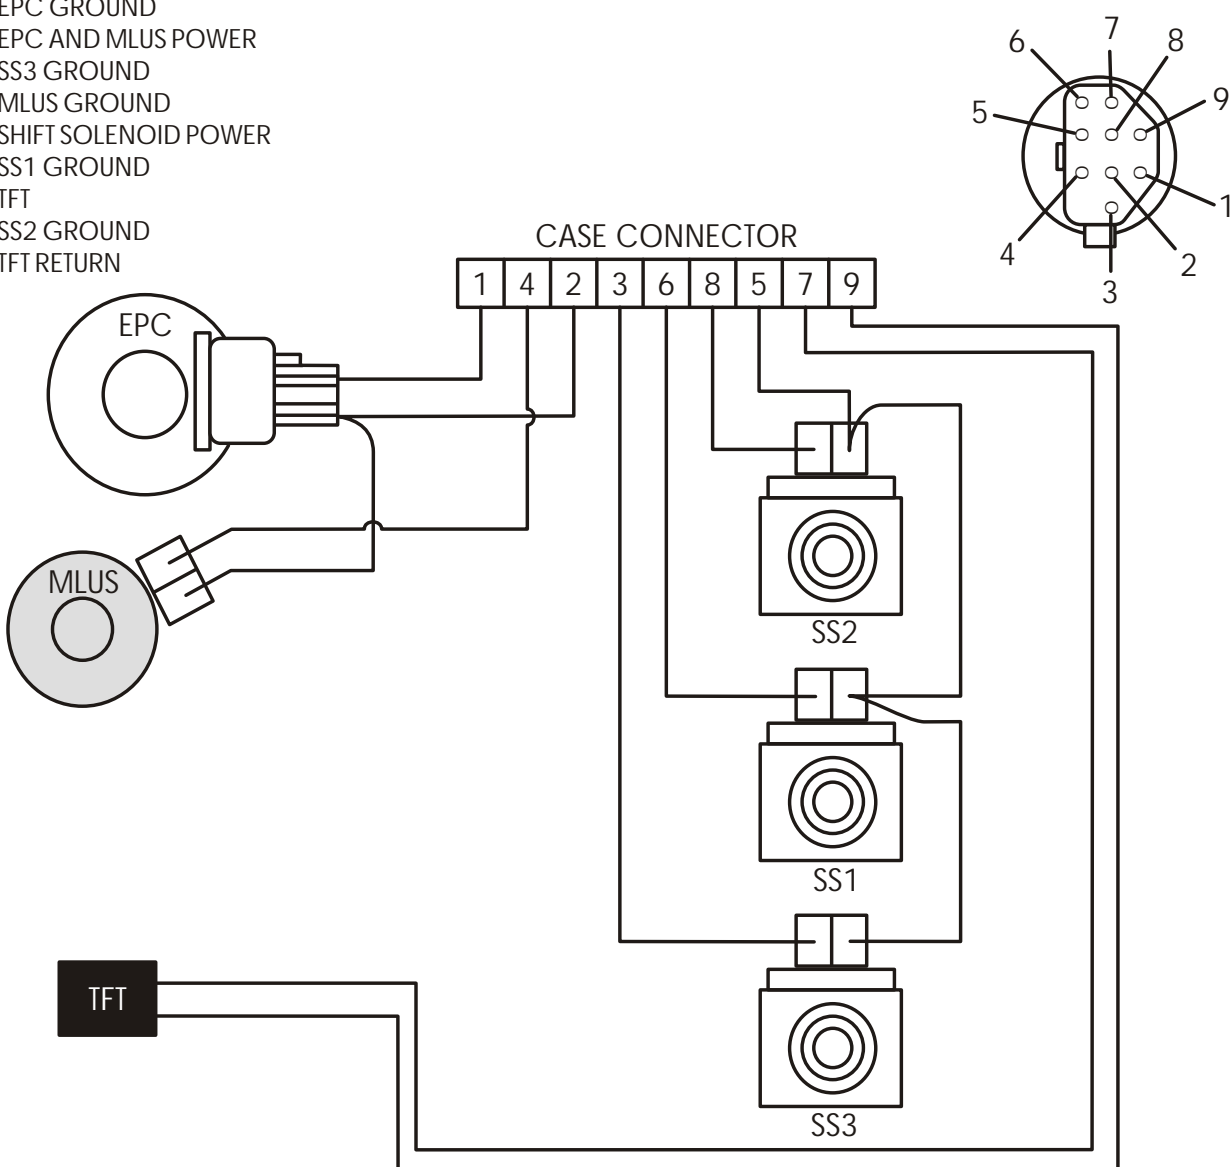 EPC GROUND
EPC AND MLUS POWER
SS3 GROUND
MLUS GROUND
SHIFT SOLENOID POWER
SS1 GROUND
TFT
SS2 GROUND
TFT RETURN
6
7
8
5
9
1
4
2
3
CASE CONNECTOR
1 4 2 3 6 8 5 7 9
EPC
MLUS
SS2
SS1
TFT
SS3